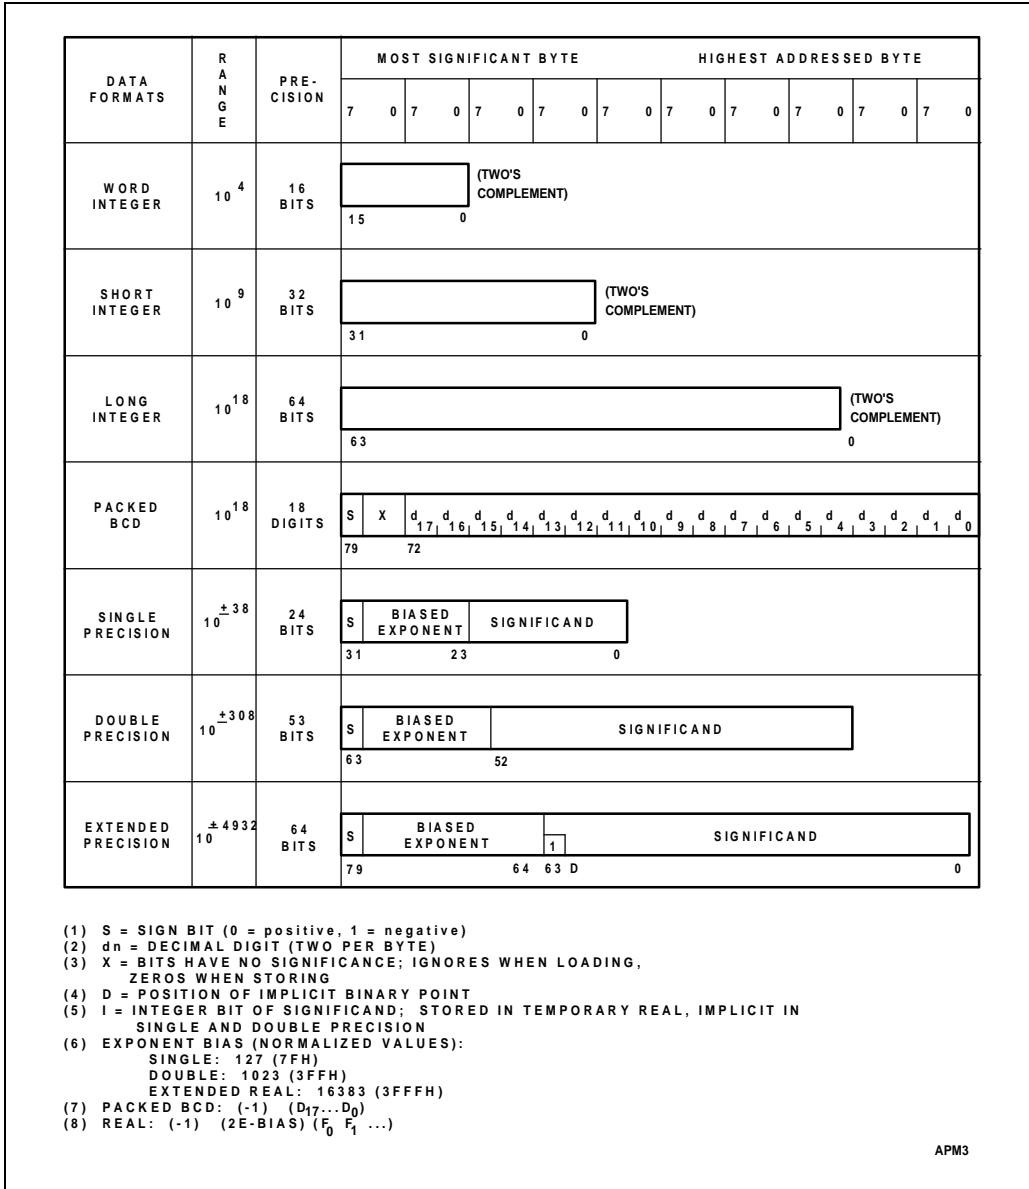 DATA FORMATS
RANGE
PRE-CISION
MOST SIGNIFICANT BYTE HIGHEST ADDRESSED BYTE
7 0 7 0 7 0 7 0 7 0 7 0 7 0 7 0 7 0 7 0
WORD INTEGER
10 4
16 BITS
(TWO'S COMPLEMENT)
15 0
SHORT INTEGER
10 9
32 BITS
(TWO'S COMPLEMENT)
31 0
LONG INTEGER
10 18
64 BITS
(TWO'S COMPLEMENT)
63 0
PACKED BCD
10 18
18 DIGITS
S X d17 d16 d15 d14 d13 d12 d11 d10 d9 d8 d7 d6 d5 d4 d3 d2 d1 d0
79 72
SINGLE PRECISION
10 ±38
24 BITS
S BIASED EXPONENT SIGNIFICAND
31 23 0
DOUBLE PRECISION
10 ±308
53 BITS
S BIASED EXPONENT SIGNIFICAND
63 52
EXTENDED PRECISION
10 ±4932
64 BITS
S BIASED EXPONENT 1 SIGNIFICAND
79 64 63 D 0
(1) S = SIGN BIT (0 = positive, 1 = negative)
(2) dn = DECIMAL DIGIT (TWO PER BYTE)
(3) X = BITS HAVE NO SIGNIFICANCE; IGNORES WHEN LOADING,
ZEROS WHEN STORING
(4) D = POSITION OF IMPLICIT BINARY POINT
(5) I = INTEGER BIT OF SIGNIFICAND; STORED IN TEMPORARY REAL, IMPLICIT IN
SINGLE AND DOUBLE PRECISION
(6) EXPONENT BIAS (NORMALIZED VALUES):
SINGLE: 127 (7FH)
DOUBLE: 1023 (3FFH)
EXTENDED REAL: 16383 (3FFFH)
(7) PACKED BCD: (-1) (D17...D0)
(8) REAL: (-1) (2E-BIAS) (F0 F1 ...)
APM3